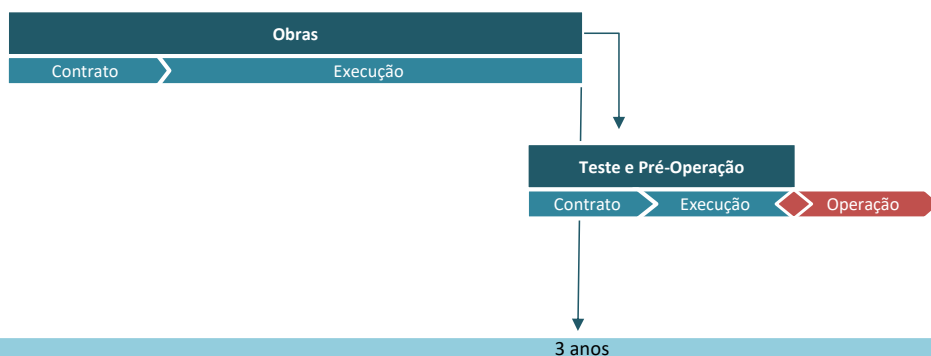 Obras
Contrato
Execução
Teste e Pré-Operação
Contrato
Execução
Operação
3 anos